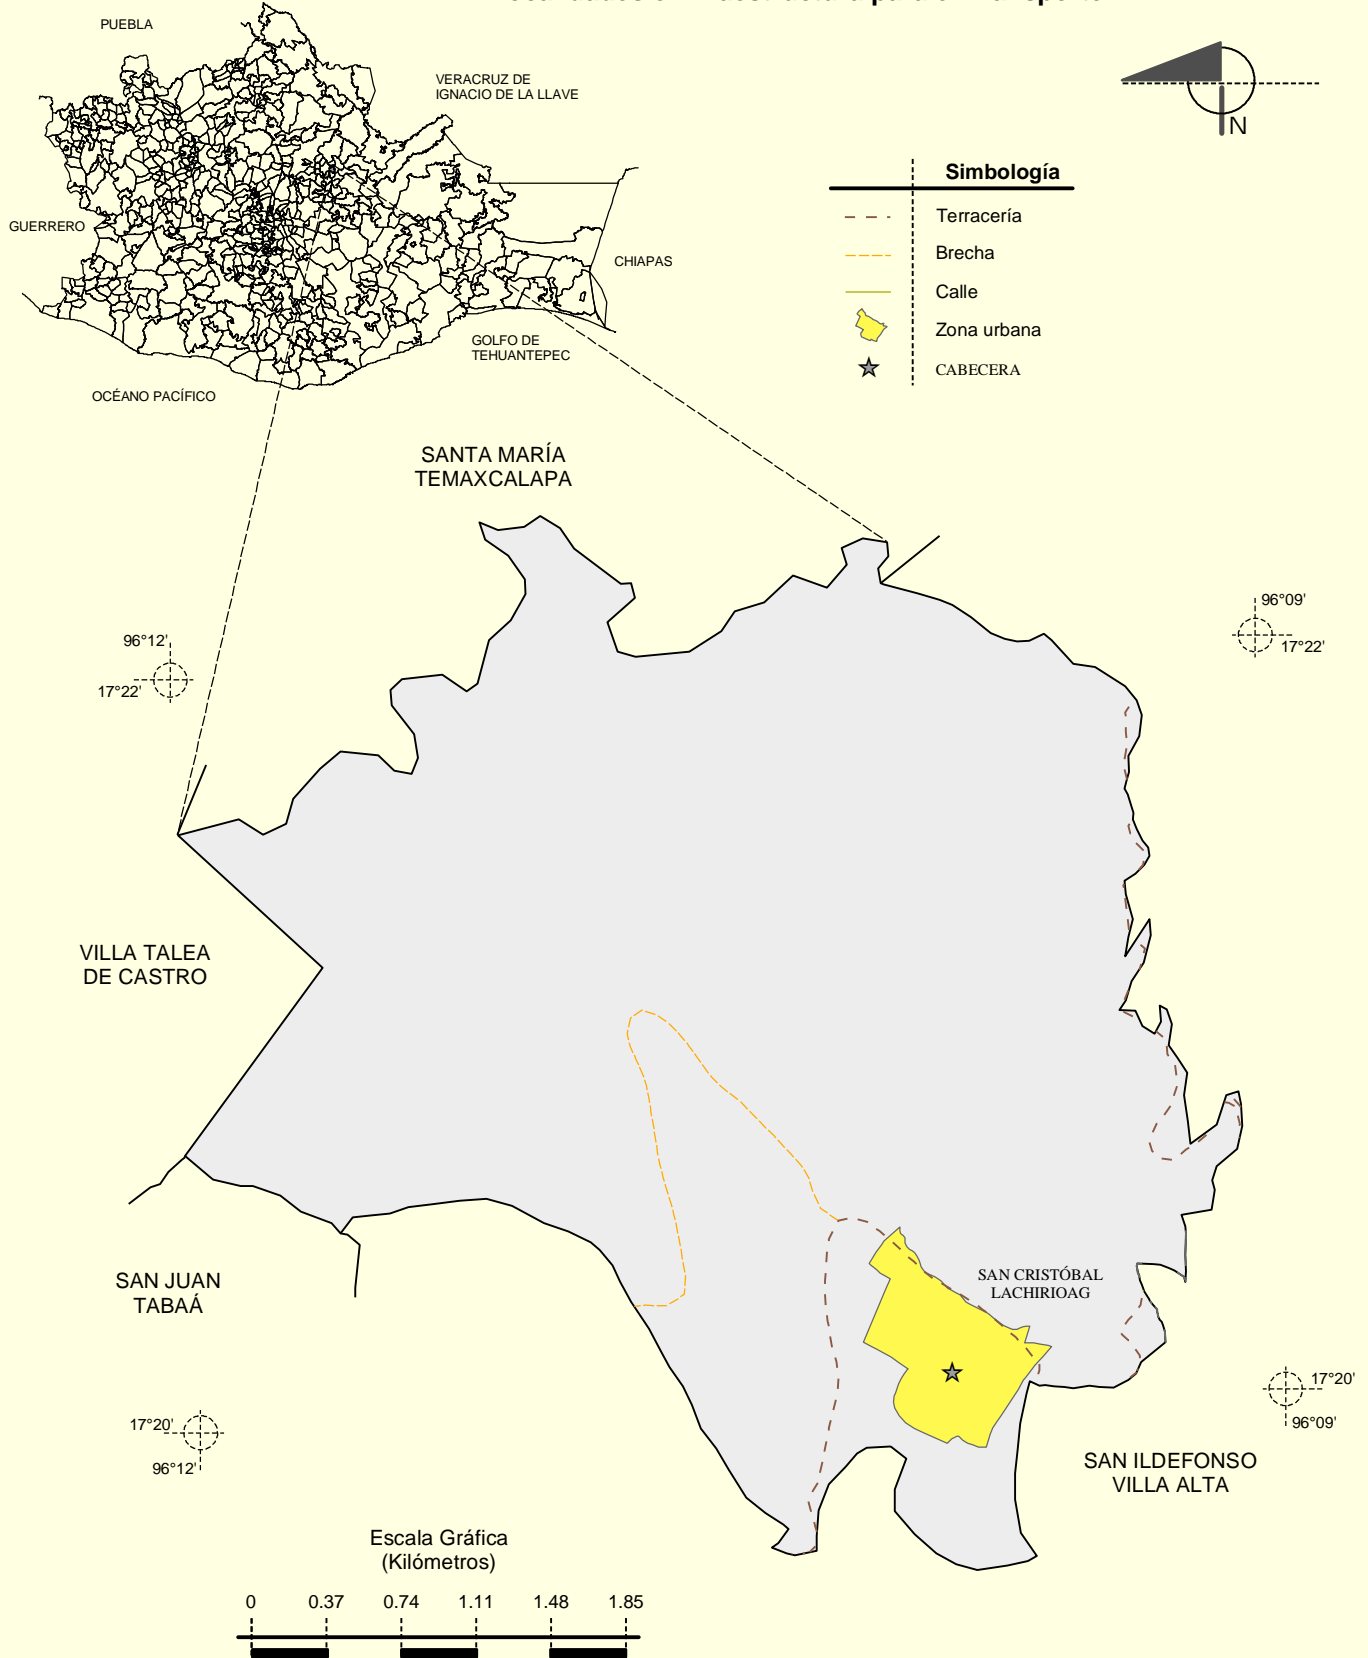 PUEBLA
VERACRUZ DE
IGNACIO DE LA LLAVE
N
Simbología
Terracería
Brecha
Calle
Zona urbana
CABECERA
GUERRERO
CHIAPAS
GOLFO DE
TEHUANTEPEC
OCÉANO PACÍFICO
SANTA MARÍA
TEMAXCALAPA
96°12'
17°22'
96°09'
17°22'
VILLA TALEA
DE CASTRO
SAN JUAN
TABAÁ
SAN CRISTÓBAL
LACHIRIOAG
17°20'
96°12'
17°20'
96°09'
SAN ILDEFONSO
VILLA ALTA
Escala Gráfica
(Kilómetros)
0 0.37 0.74 1.11 1.48 1.85